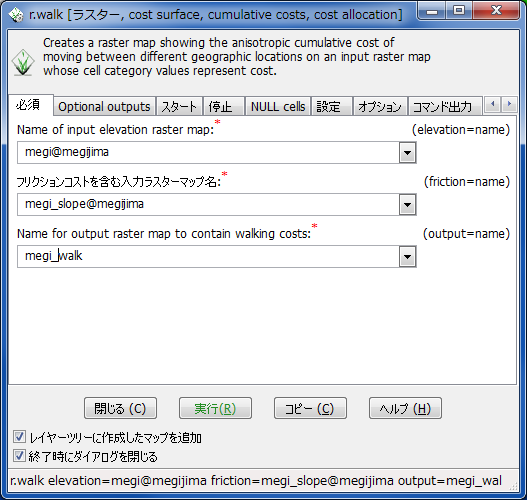 r.walk [ラスター, cost surface, cumulative costs, cost allocation]
Creates a raster map showing the anisotropic cumulative cost of
moving between different geographic locations on an input raster map
whose cell category values represent cost.
必須 Optional outputs スタート 停止 NULL cells 設定 オプション コマンド出力
Name of input elevation raster map:* (elevation=name)
megi@megijima
フリクションコストを含む入力ラスターマップ名:* (friction=name)
megi_slope@megijima
Name for output raster map to contain walking costs:* (output=name)
megi_walk
閉じる (C) 実行(R) コピー (C) ヘルプ (H)
レイヤーツリーに作成したマップを追加
終了時にダイアログを閉じる
r.walk elevation=megi@megijima friction=megi_slope@megijima output=megi_wal